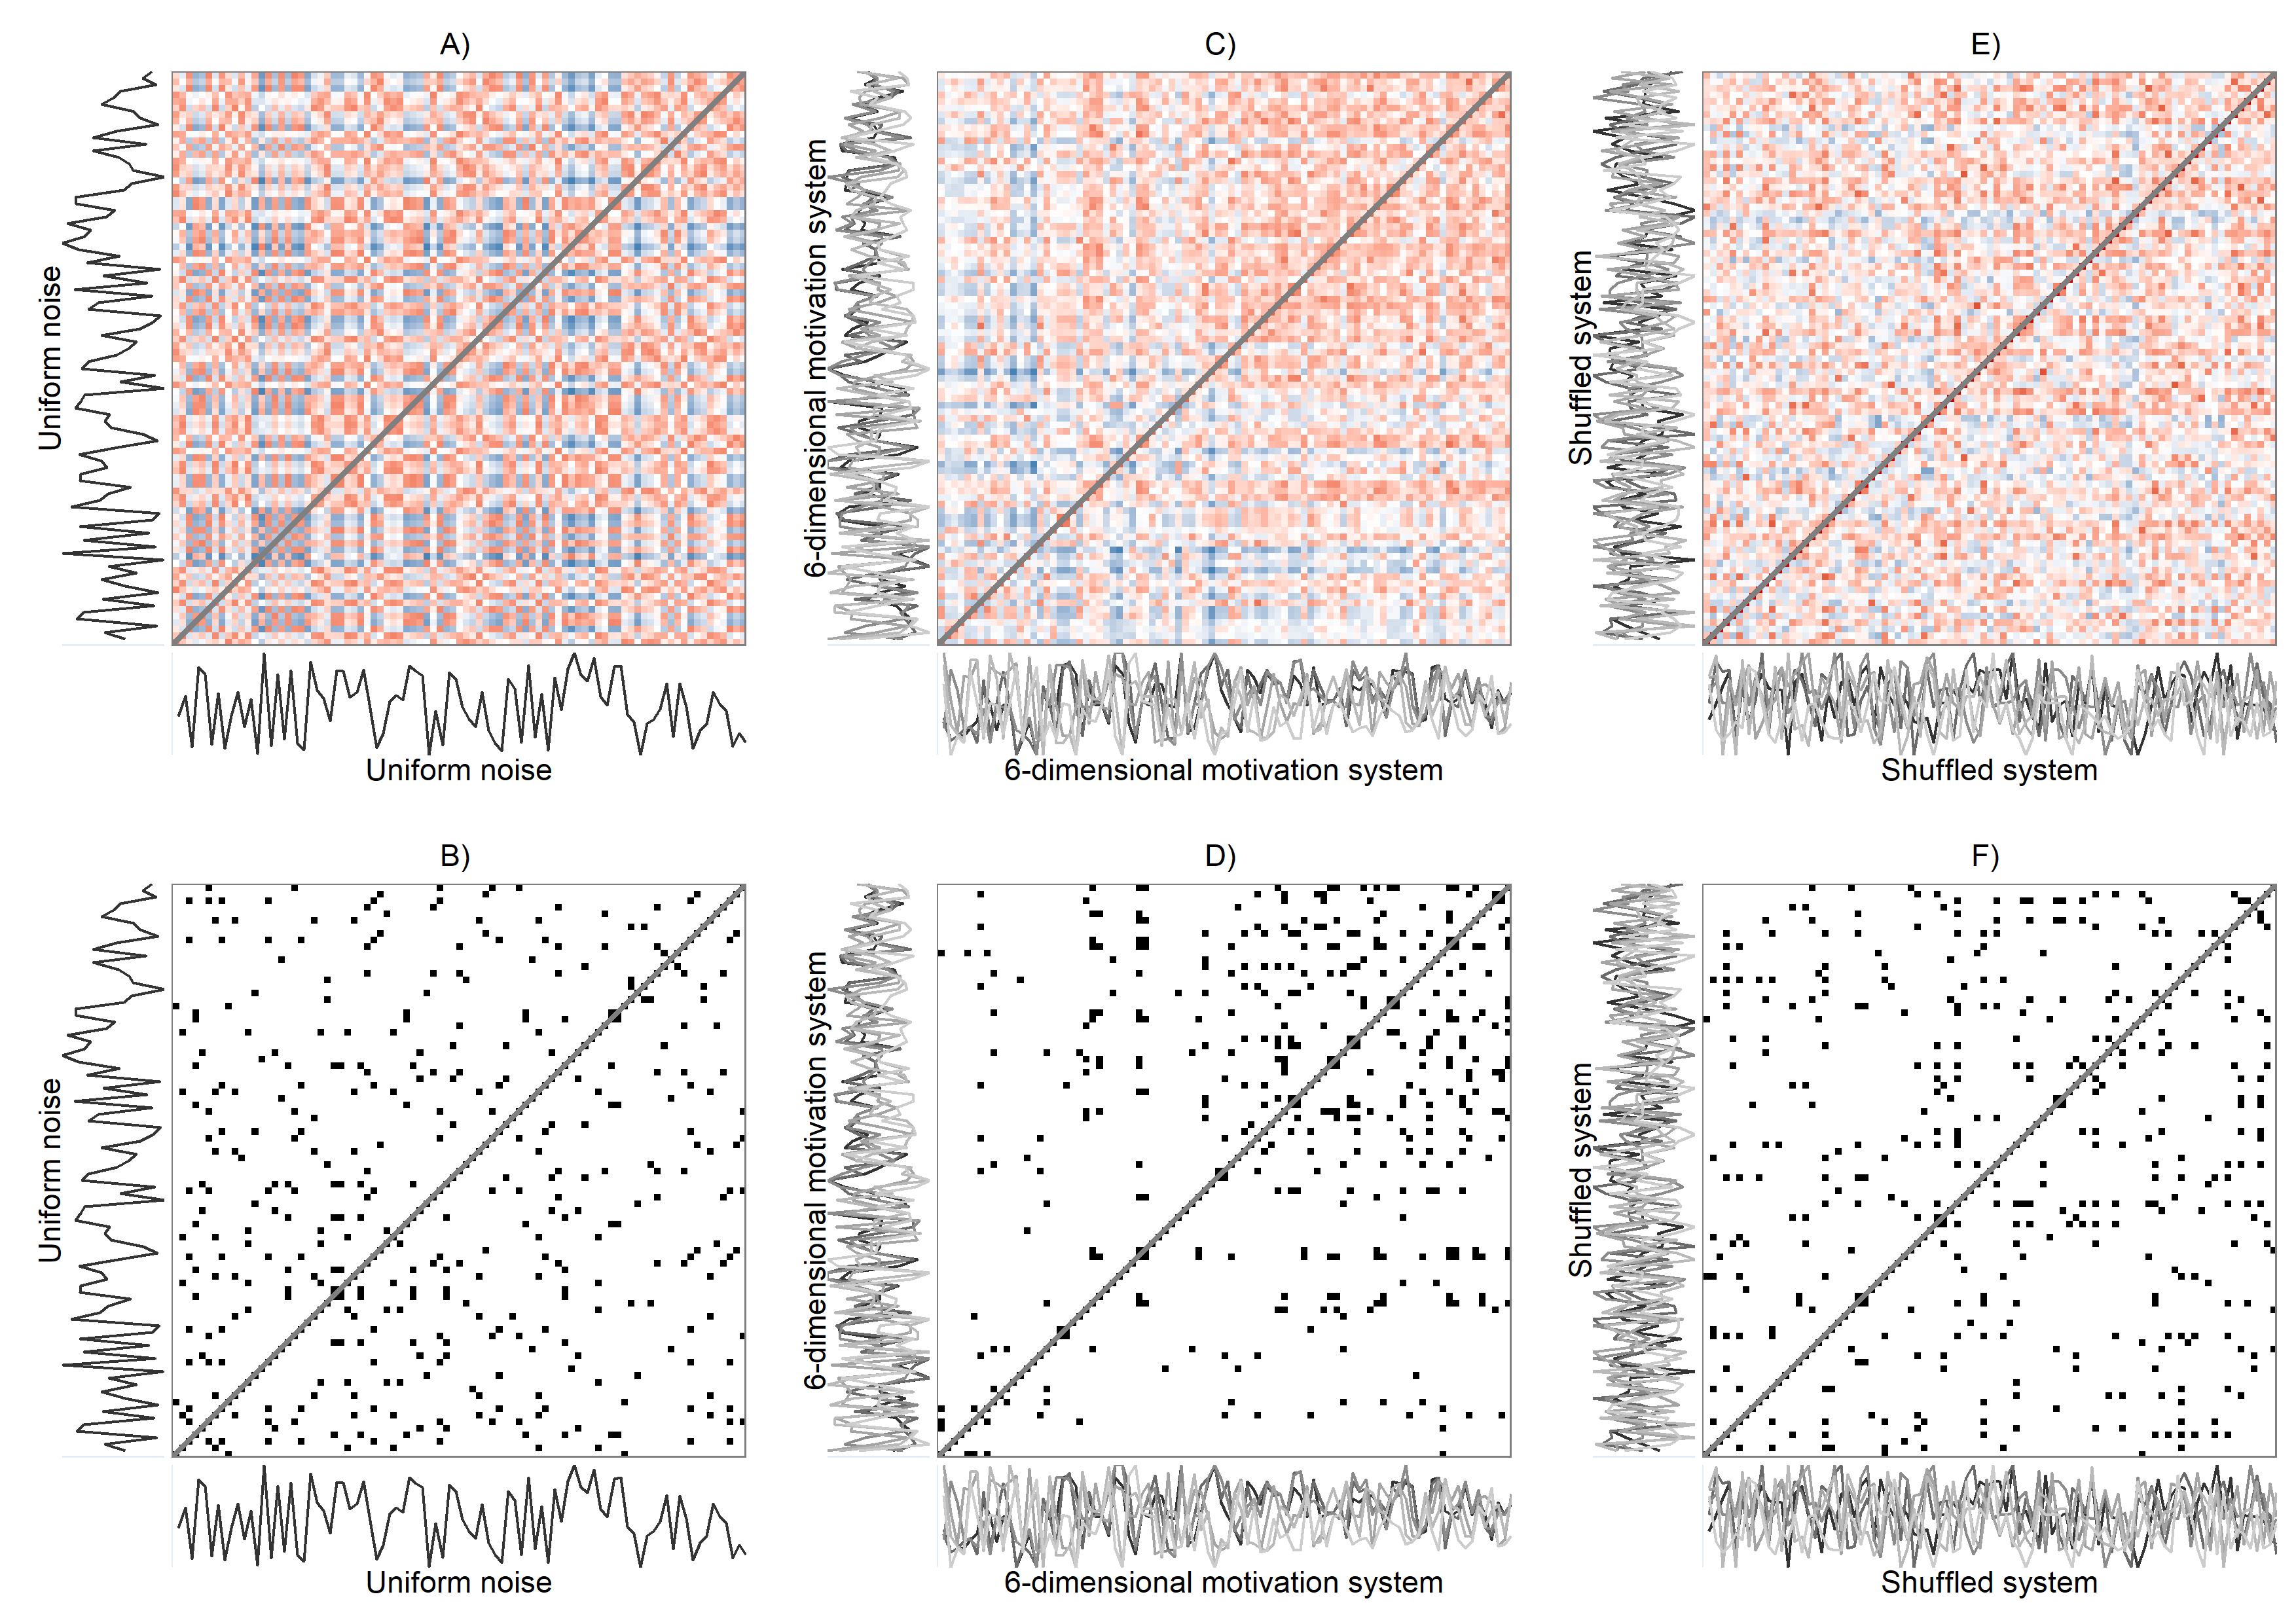 A)
C)
E)
Uniform noise
6-dimensional motivation system
Shuffled system
Uniform noise
6-dimensional motivation system
Shuffled system
B)
D)
F)
Uniform noise
6-dimensional motivation system
Shuffled system
Uniform noise
6-dimensional motivation system
Shuffled system